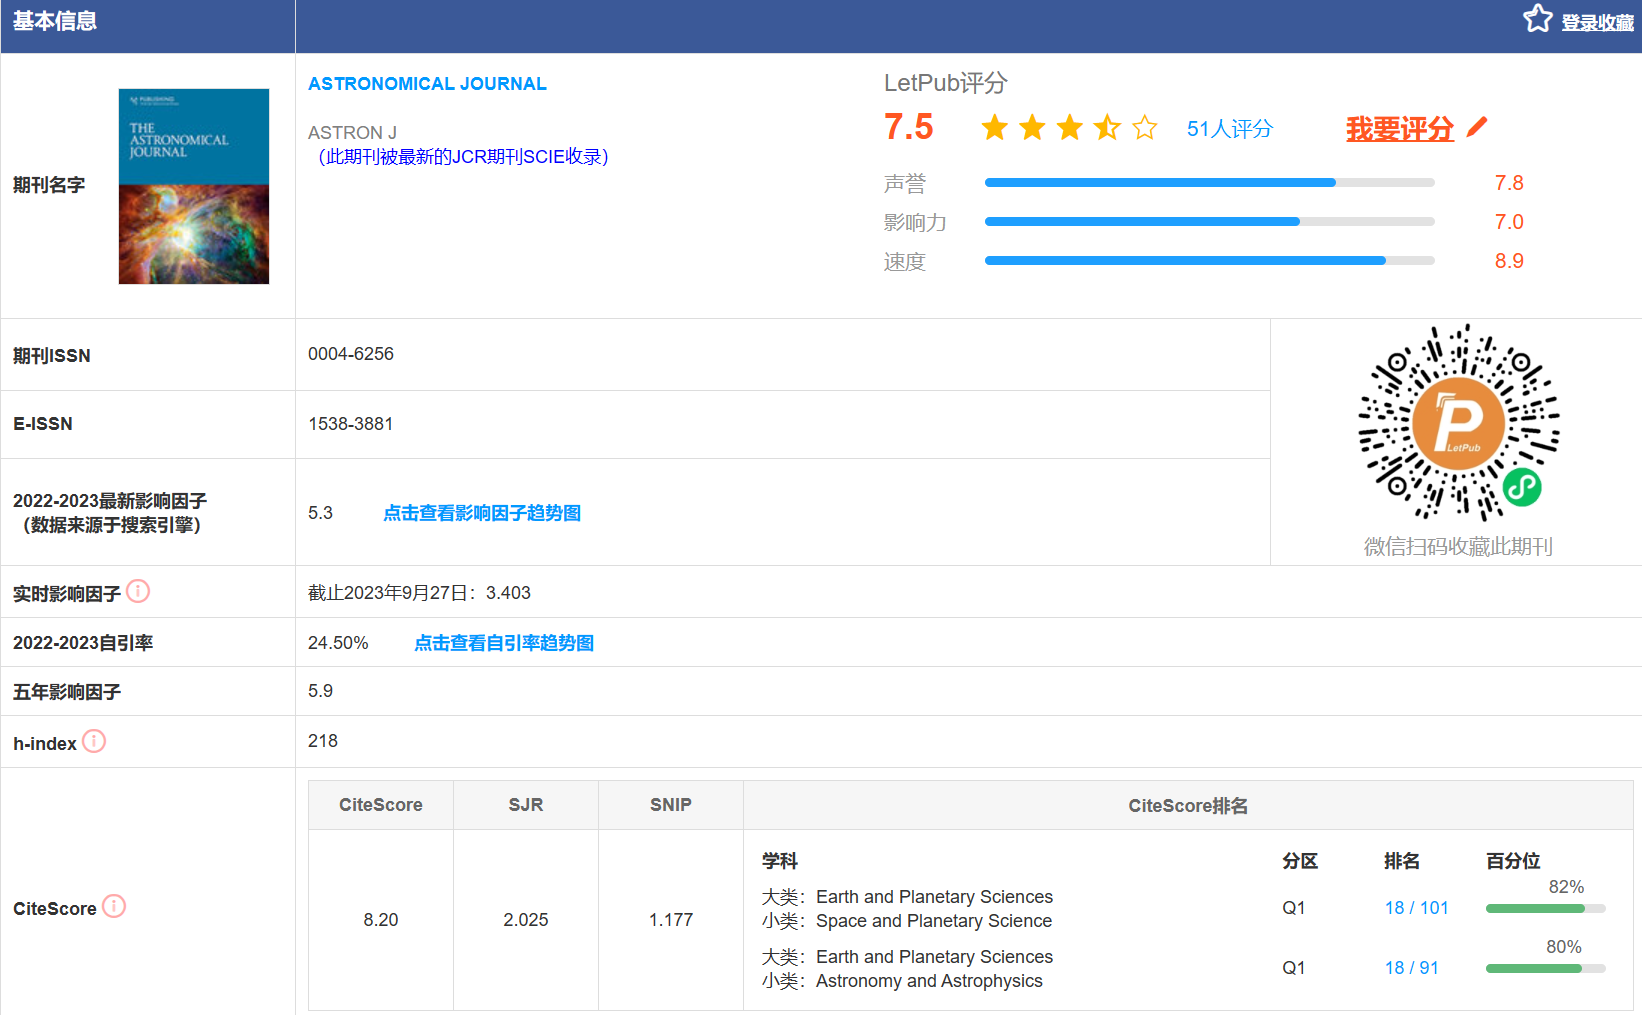 基本信息
登录收藏
期刊名字
THE
ASTRONOMICAL
JOURNAL
ASTRONOMICAL JOURNAL
ASTRON J
（此期刊被最新的JCR期刊SCIE收录）
LetPub评分
7.5
51人评分
我要评分
声誉
7.8
影响力
7.0
速度
8.9
期刊ISSN
0004-6256
E-ISSN
1538-3881
2022-2023最新影响因子
（数据来源于搜索引擎）
5.3
点击查看影响因子趋势图
P
LetPub
微信扫码收藏此期刊
实时影响因子
截止2023年9月27日：3.403
2022-2023自引率
24.50%
点击查看自引率趋势图
五年影响因子
5.9
h-index
218
CiteScore
CiteScore
SJR
SNIP
CiteScore排名
8.20
2.025
1.177
学科
分区
排名
百分位
大类：Earth and Planetary Sciences
小类：Space and Planetary Science
Q1
18 / 101
82%
大类：Earth and Planetary Sciences
小类：Astronomy and Astrophysics
Q1
18 / 91
80%